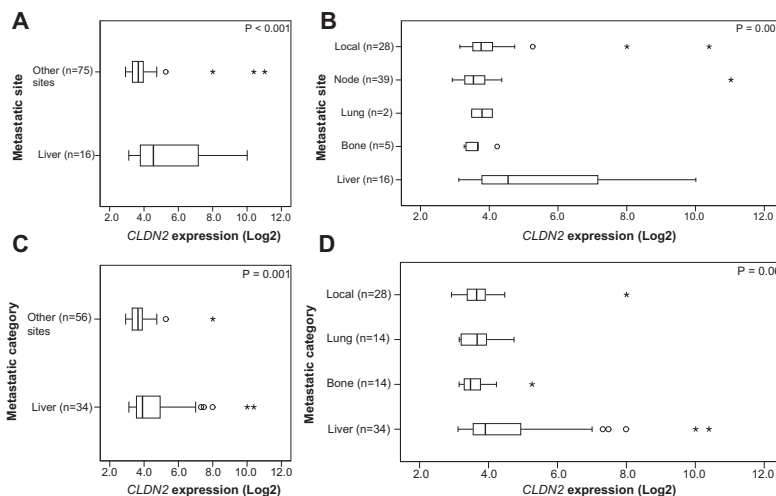 A
P < 0.001
Metastatic site
Other (n=75)
sites
Liver (n=16)
2.0 4.0 6.0 8.0 10.0 12.0
CLDN2 expression (Log2)
B
P = 0.00
Metastatic site
Local (n=28)
Node (n=39)
Lung (n=2)
Bone (n=5)
Liver (n=16)
2.0 4.0 6.0 8.0 10.0 12.0
CLDN2 expression (Log2)
C
P = 0.001
Metastatic category
Other (n=56)
sites
Liver (n=34)
2.0 4.0 6.0 8.0 10.0 12.0
CLDN2 expression (Log2)
D
Metastatic category
Local (n=28)
Lung (n=14)
Bone (n=14)
Liver (n=34)
2.0 4.0 6.0 8.0 10.0 12.0
CLDN2 expression (Log2)